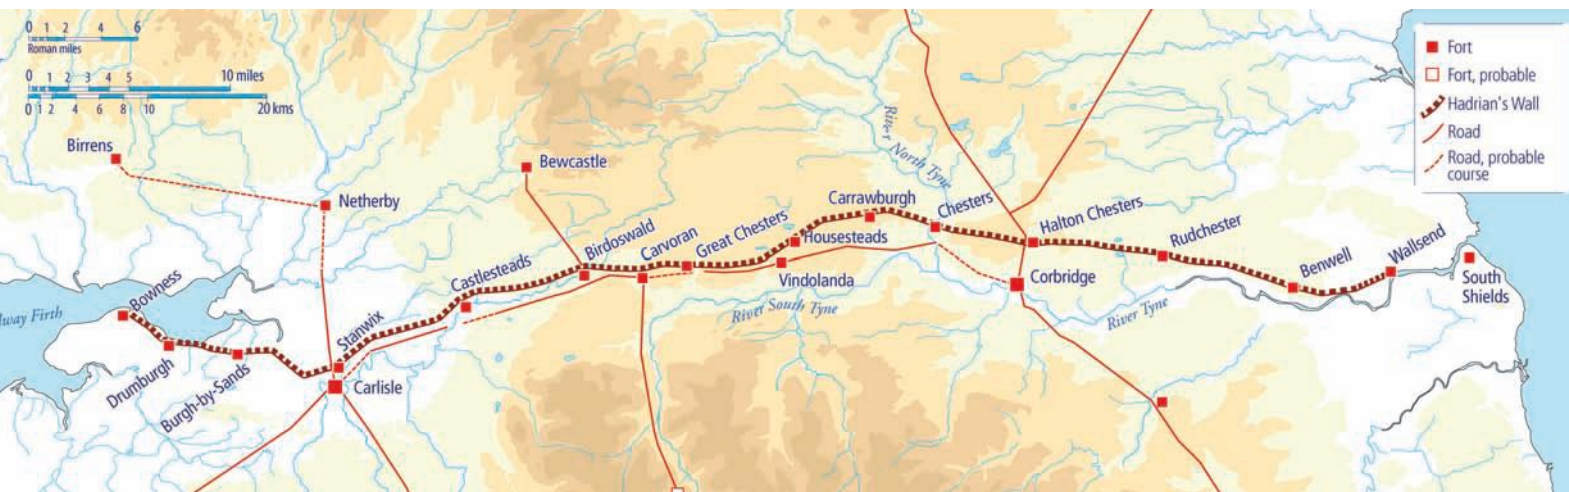 0 1 2 4 6
Roman miles
0 1 2 3 4 5 10 miles
0 1 2 4 6 8 10 20 kms
Fort
Fort, probable
Hadrian's Wall
Road
Road, probable
course
Birrens
Netherby
Bewcastle
River North Tyne
Carrawburgh
Chesters
Halton Chesters
Rudchester
Benwell
Wallsend
South
Shields
Birdoswald
Carvoran
Great Chesters
Housesteads
Vindolanda
Corbridge
Castlesteads
River South Tyne
River Tyne
Bowness
lway Firth
Stanwix
Drumburgh
Burgh-by-Sands
Carlisle